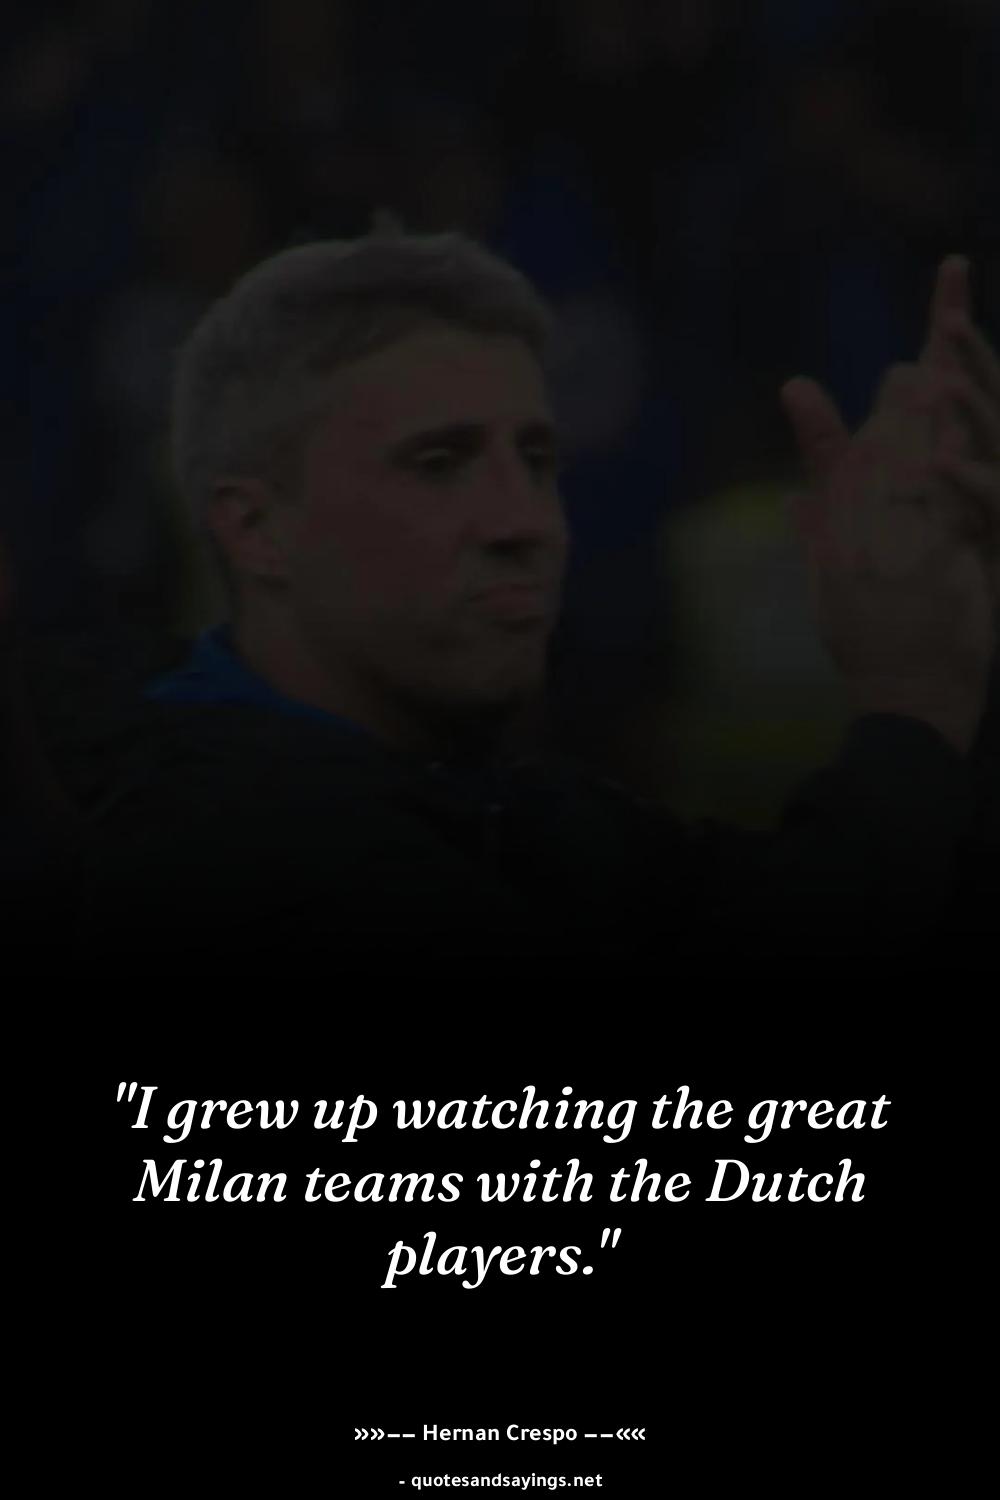 "I grew up watching the great
Milan teams with the Dutch
players."
»»−− Hernan Crespo −−««
- quotesandsayings.net